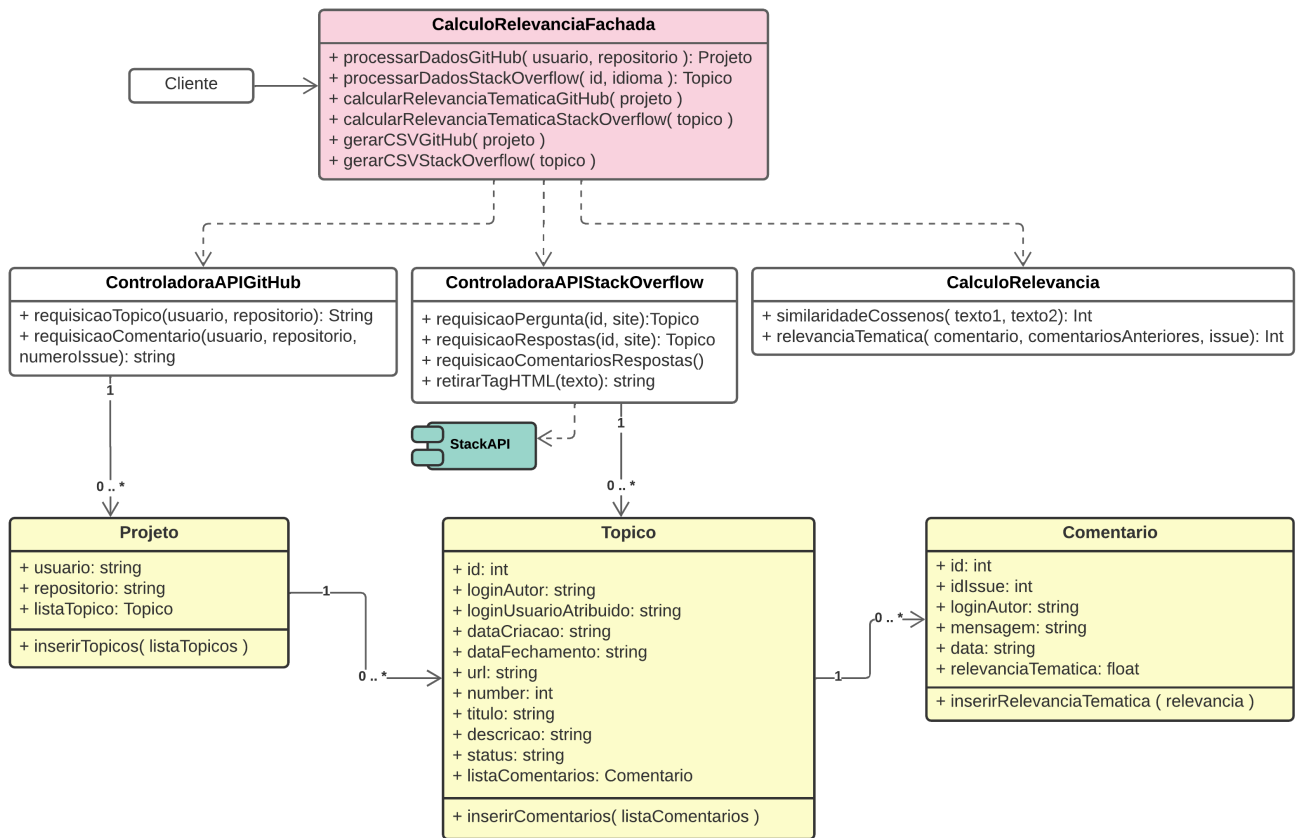 CalculoRelevanciaFachada
+ processarDadosGitHub( usuario, repositorio ): Projeto
+ processarDadosStackOverflow( id, idioma ): Topico
+ calcularRelevanciaTematicaGitHub( projeto )
+ calcularRelevanciaTematicaStackOverflow( topico )
+ gerarCSVGitHub( projeto )
+ gerarCSVStackOverflow( topico )
Cliente
ControladoraAPIGitHub
+ requisicaoTopico(usuario, repositorio): String
+ requisicaoComentario(usuario, repositorio,
numeroIssue): string
1
0 .. *
ControladoraAPIStackOverflow
+ requisicaoPergunta(id, site):Topico
+ requisicaoRespostas(id, site): Topico
+ requisicaoComentariosRespostas()
+ retirarTagHTML(texto): string
StackAPI
1
0 .. *
CalculoRelevancia
+ similaridadeCossenos( texto1, texto2): Int
+ relevanciaTematica( comentario, comentariosAnteriores, issue): Int
Projeto
+ usuario: string
+ repositorio: string
+ listaTopico: Topico
+ inserirTopicos( listaTopicos )
1
0 .. *
Topico
+ id: int
+ loginAutor: string
+ loginUsuarioAtribuido: string
+ dataCriacao: string
+ dataFechamento: string
+ url: string
+ number: int
+ titulo: string
+ descricao: string
+ status: string
+ listaComentarios: Comentario
+ inserirComentarios( listaComentarios )
1
0 .. *
Comentario
+ id: int
+ idIssue: int
+ loginAutor: string
+ mensagem: string
+ data: string
+ relevanciaTematica: float
+ inserirRelevanciaTematica ( relevancia )